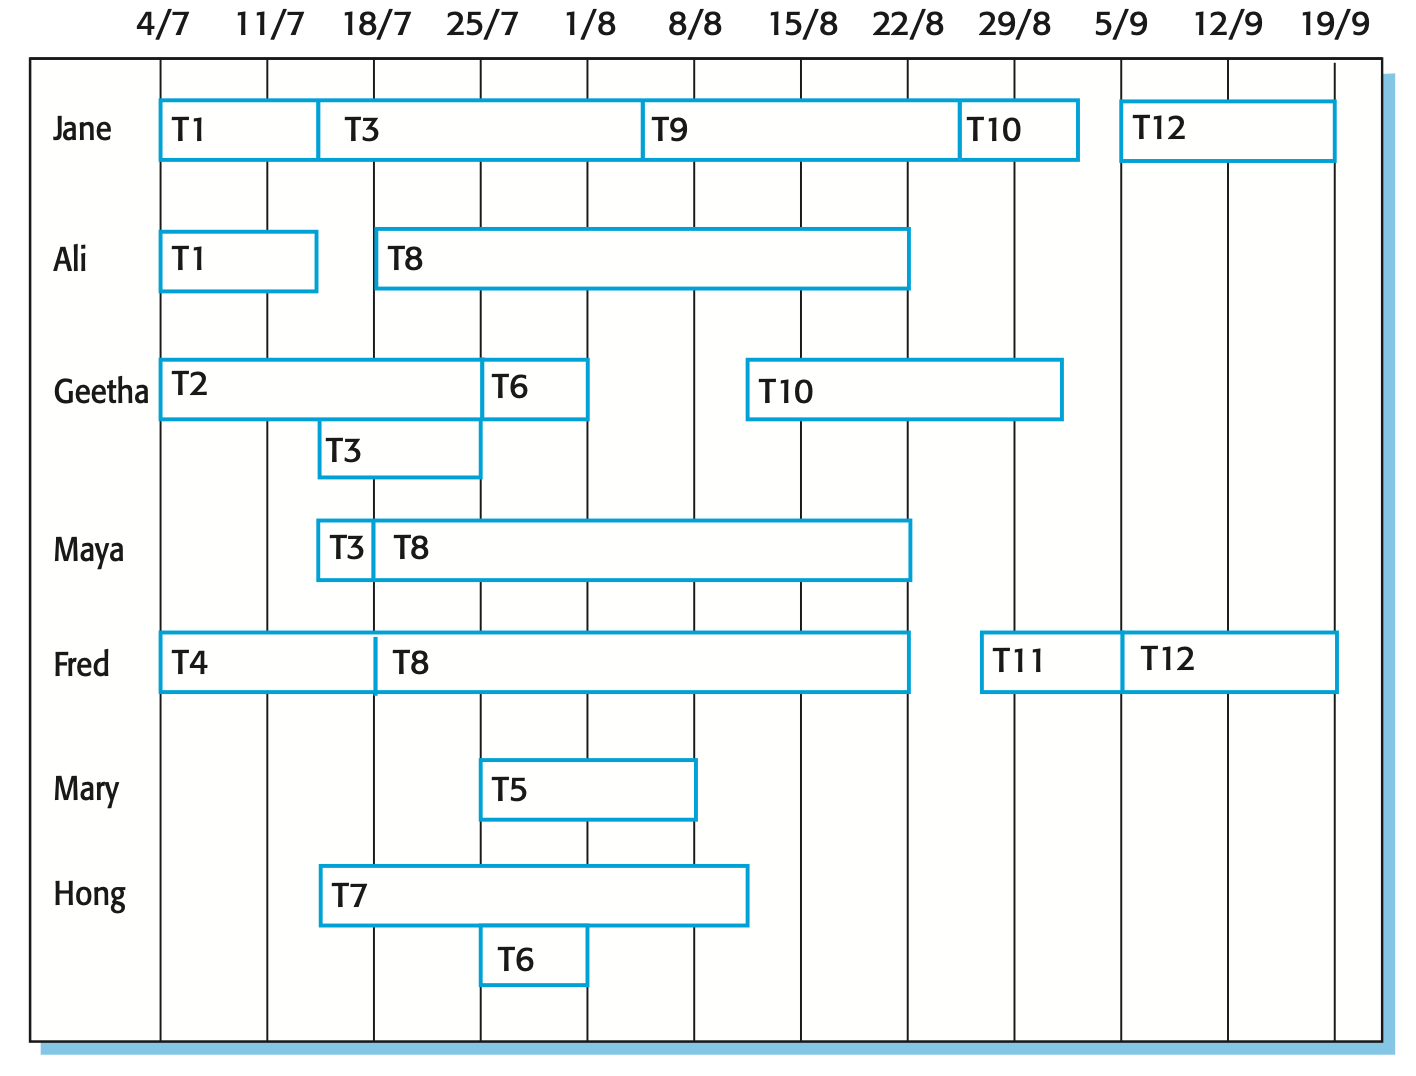 4/7 11/7 18/7 25/7 1/8 8/8 15/8 22/8 29/8 5/9 12/9 19/9
Jane T1 T3 T9 T10 T12
Ali T1 T8
Geetha T2 T6 T10
T3
Maya T3 T8
Fred T4 T8 T11 T12
Mary T5
Hong T7
T6